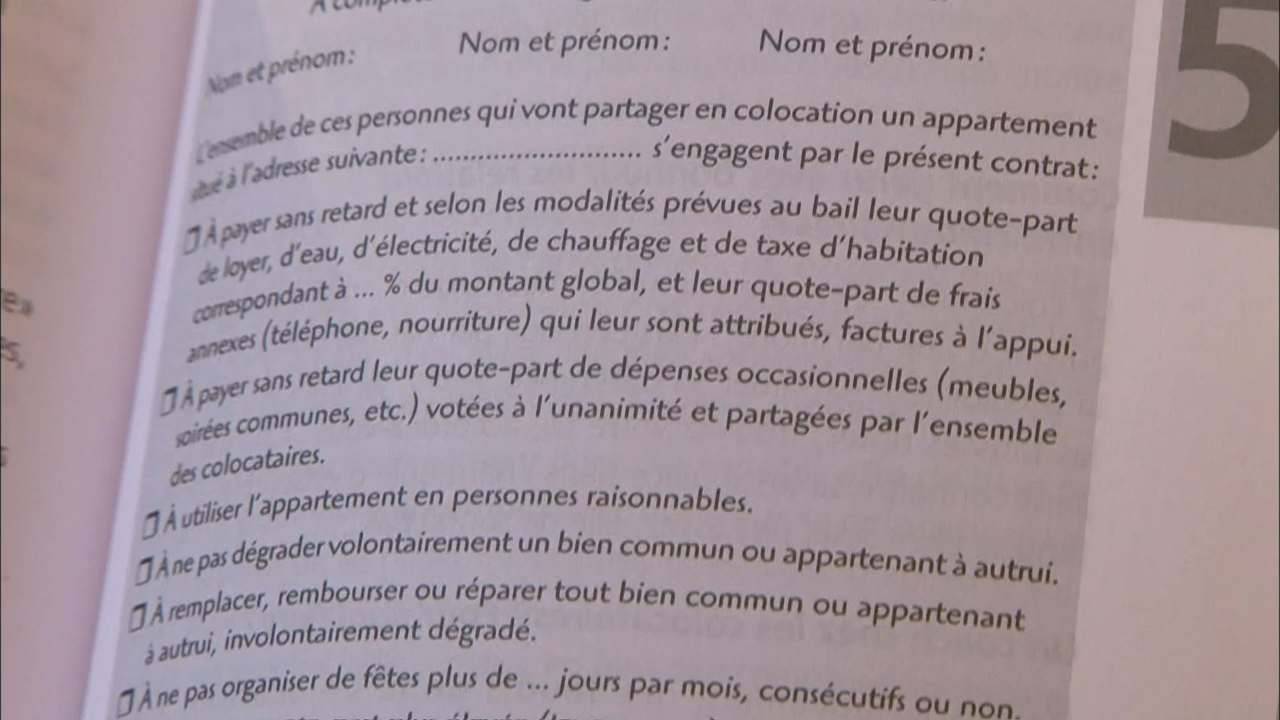 Nom et prénom: Nom et prénom: Nom et prénom:
L'ensemble de ces personnes qui vont partager en colocation un appartement
situé à l'adresse suivante: ............................ s'engagent par le présent contrat:
❐ À payer sans retard et selon les modalités prévues au bail leur quote-part
de loyer, d'eau, d'électricité, de chauffage et de taxe d'habitation
correspondant à ... % du montant global, et leur quote-part de frais
annexes (téléphone, nourriture) qui leur sont attribués, factures à l'appui.
❐ À payer sans retard leur quote-part de dépenses occasionnelles (meubles,
soirées communes, etc.) votées à l'unanimité et partagées par l'ensemble
des colocataires.
❐ À utiliser l'appartement en personnes raisonnables.
❐ À ne pas dégrader volontairement un bien commun ou appartenant à autrui.
❐ À remplacer, rembourser ou réparer tout bien commun ou appartenant
à autrui, involontairement dégradé.
❐ À ne pas organiser de fêtes plus de ... jours par mois, consécutifs ou non.
5